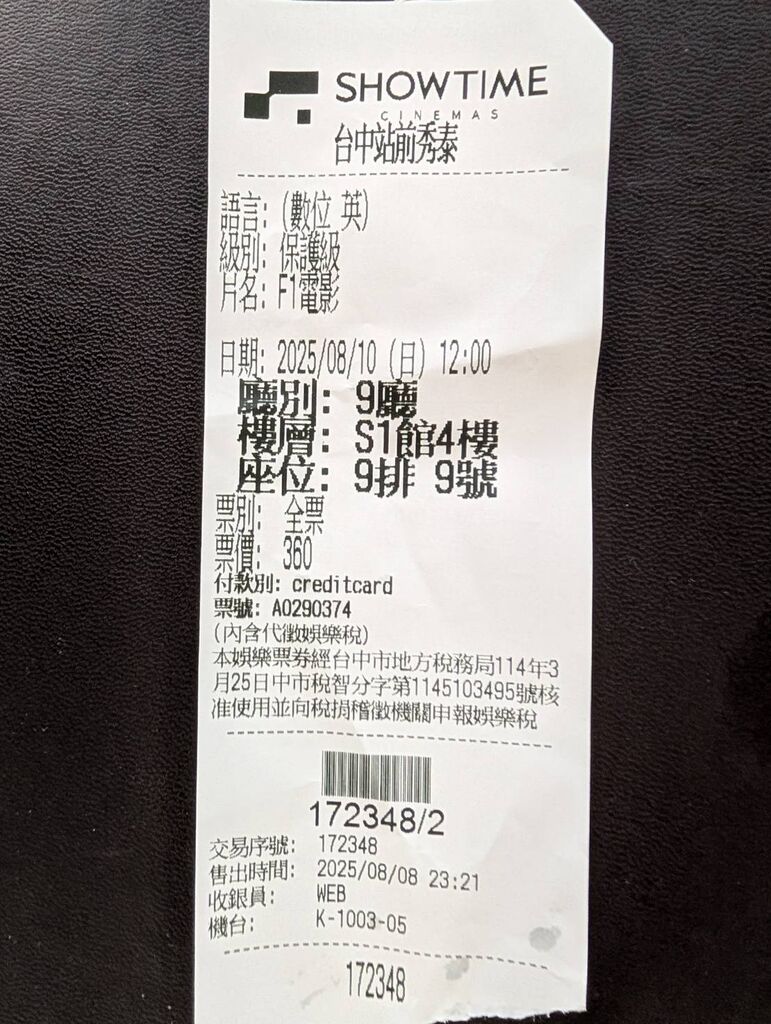 SHOWTIME
CINEMAS
台中站前秀泰
語言: (數位 英)
級別: 保護級
片名: F1電影
日期: 2025/08/10 (日) 12:00
廳別: 9廳
樓層: S1館4樓
座位: 9排 9號
票別: 全票
票價: 360
付款別: creditcard
票號: A0290374
(內含代徵娛樂稅)
本娛樂票券經台中市地方稅務局114年3
月25日中市稅智分字第1145103495號核
准使用並向稅捐稽徵機關申報娛樂稅
172348/2
交易序號: 172348
售出時間: 2025/08/08 23:21
收銀員: WEB
機台: K-1003-05
172348